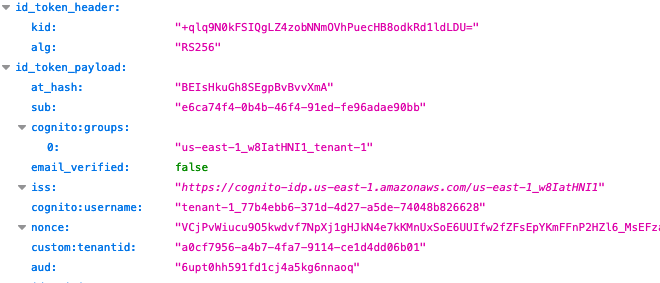 id_token_header:
kid: "+qlq9N0kFSIQgLZ4zobNNmOVhPuecHB8odkRd1ldLDU="
alg: "RS256"
id_token_payload:
at_hash: "BEIsHkuGh8SEgpBvBvvXmA"
sub: "e6ca74f4-0b4b-46f4-91ed-fe96adae90bb"
cognito:groups:
0: "us-east-1_w8IatHNI1_tenant-1"
email_verified: false
iss: "https://cognito-idp.us-east-1.amazonaws.com/us-east-1_w8IatHNI1"
cognito:username: "tenant-1_77b4ebb6-371d-4d27-a5de-74048b826628"
nonce: "VCjPvWiucu9O5kwdvf7NpXj1gHJkN4e7kKMnUxSoE6UUIfw2fZFsEpYKmFFnP2HZl6_MsEFza
custom:tenantid: "a0cf7956-a4b7-4fa7-9114-ce1d4dd06b01"
aud: "6upt0hh591fd1cj4a5kg6nnaoq"